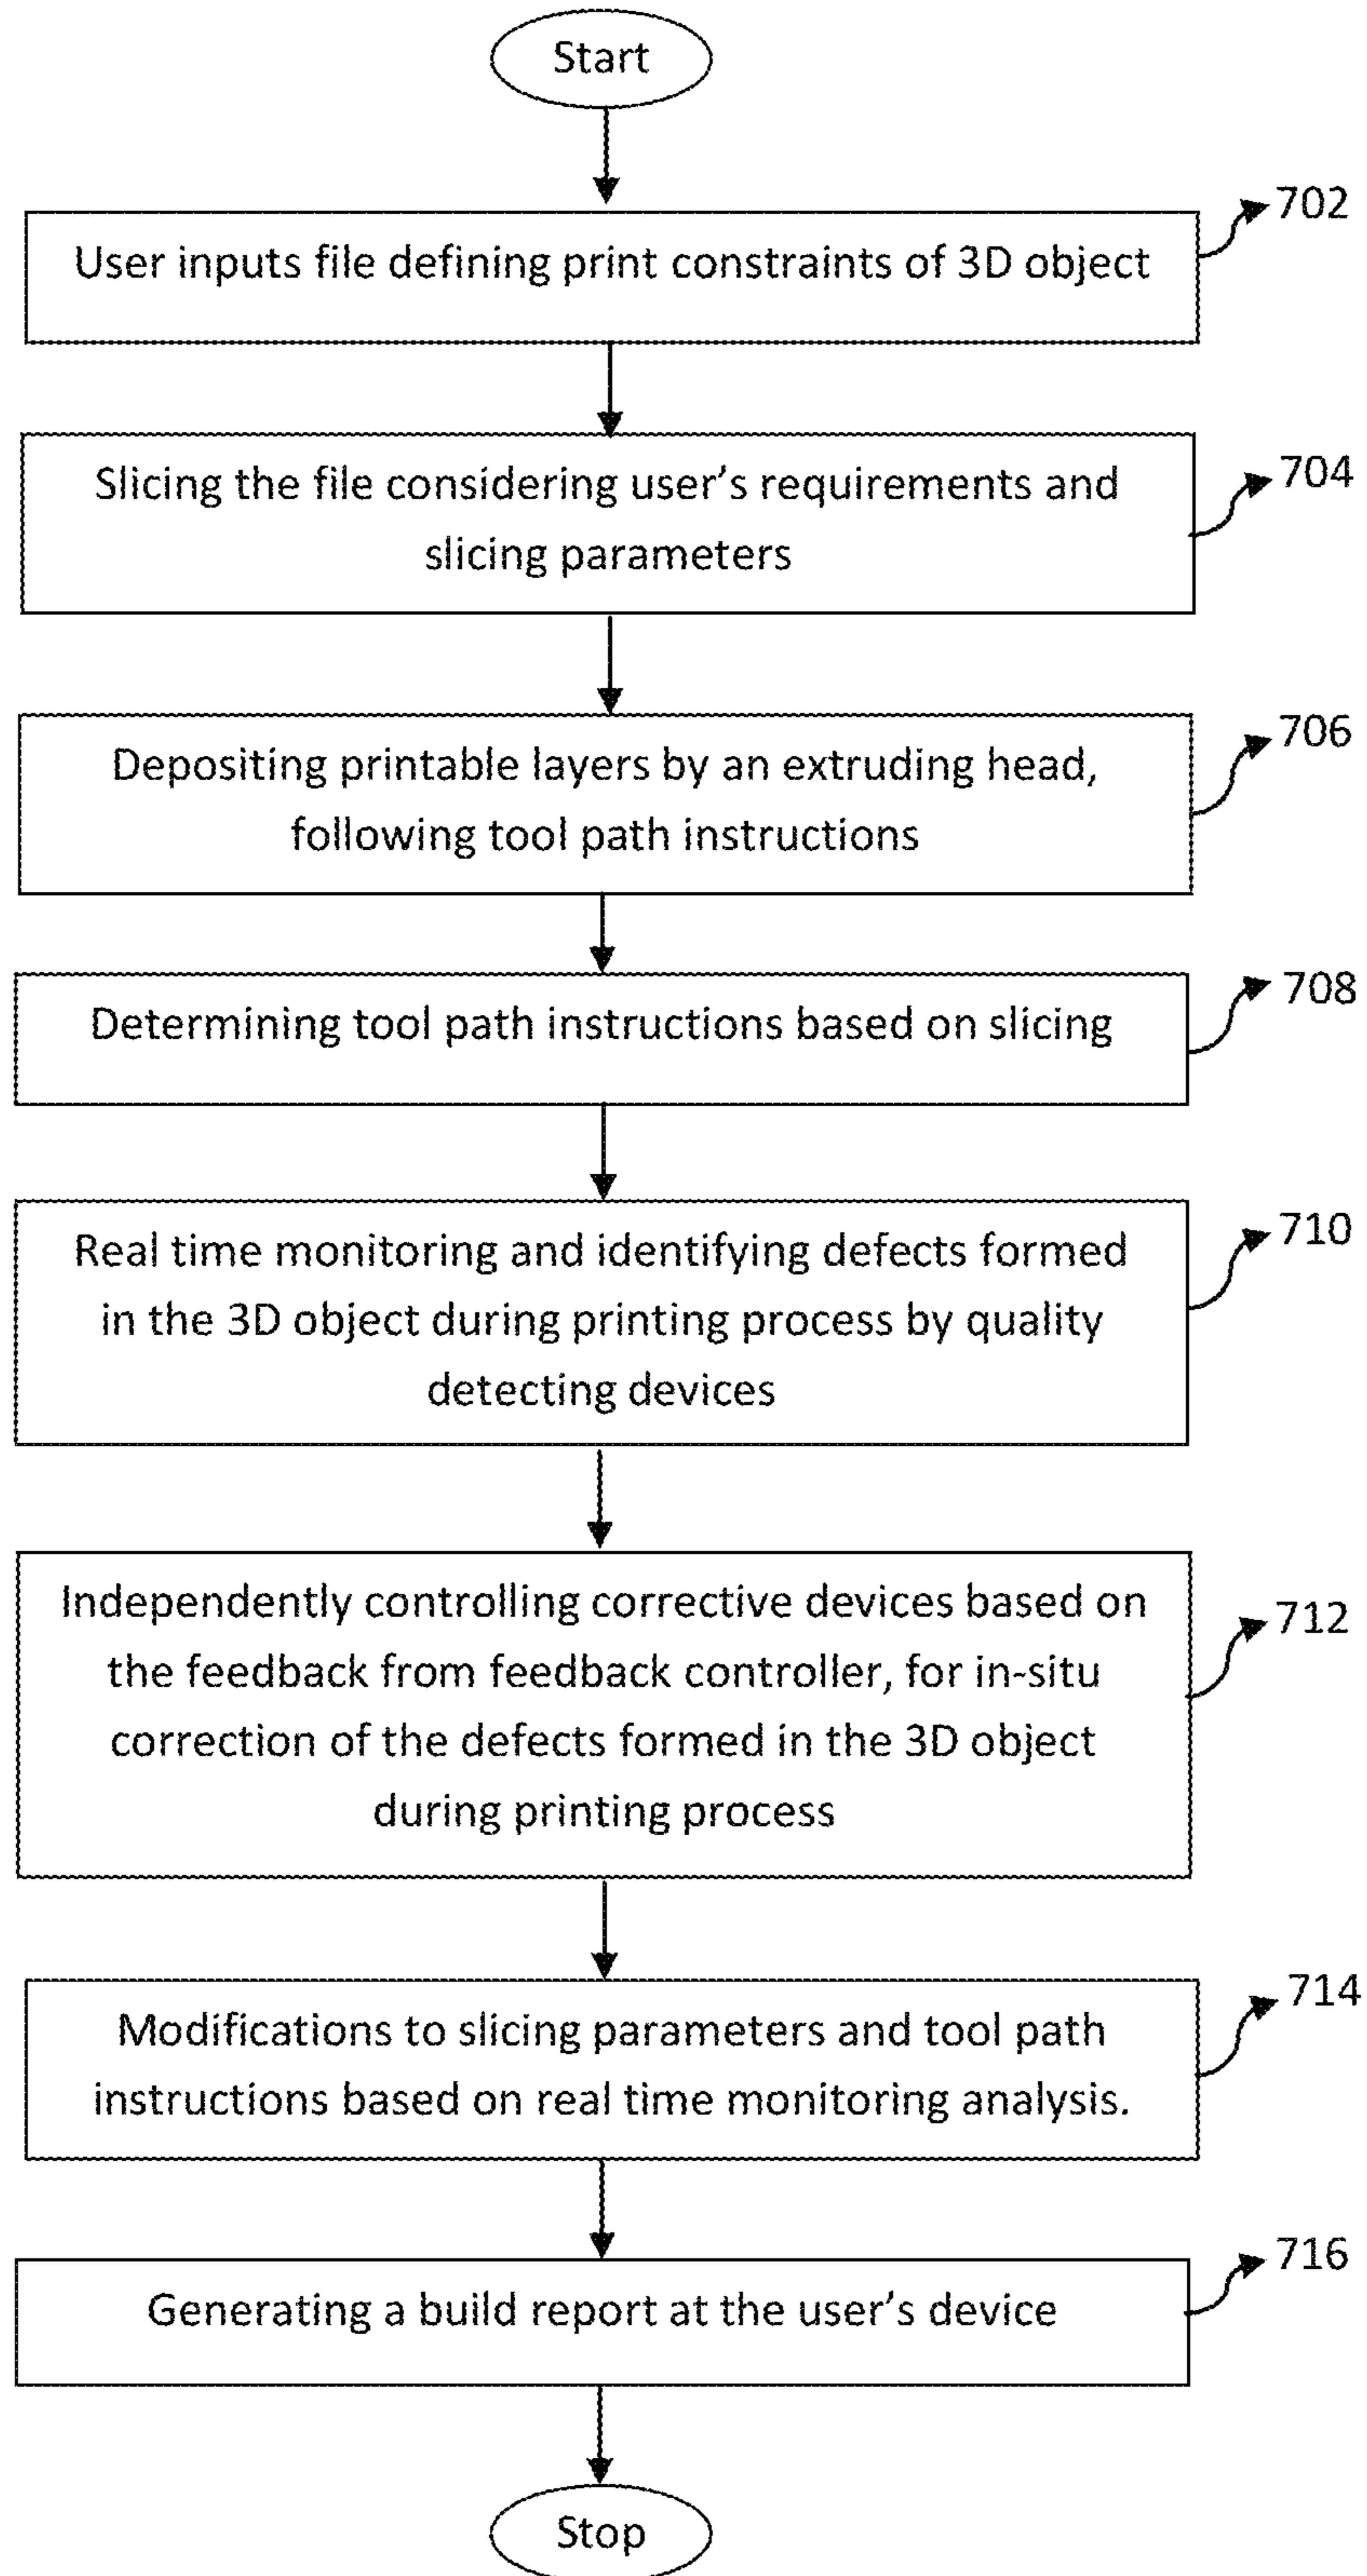 Start
702
User inputs file defining print constraints of 3D object
704
Slicing the file considering user's requirements and
slicing parameters
706
Depositing printable layers by an extruding head,
following tool path instructions
708
Determining tool path instructions based on slicing
710
Real time monitoring and identifying defects formed
in the 3D object during printing process by quality
detecting devices
712
Independently controlling corrective devices based on
the feedback from feedback controller, for in-situ
correction of the defects formed in the 3D object
during printing process
714
Modifications to slicing parameters and tool path
instructions based on real time monitoring analysis.
716
Generating a build report at the user's device
Stop